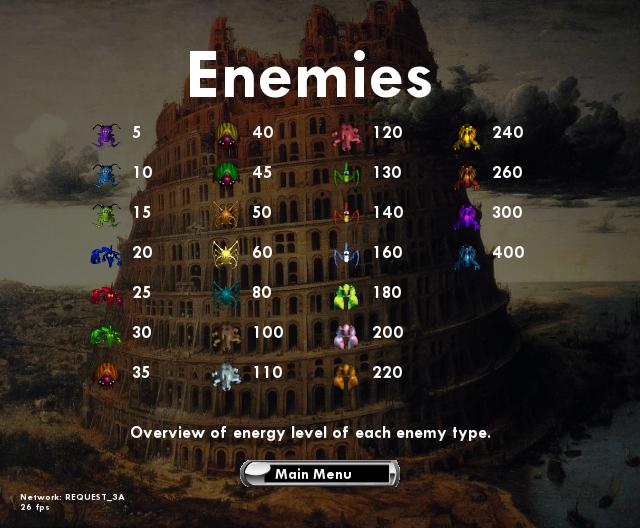 Enemies
5 40 120 240
10 45 130 260
15 50 140 300
20 60 160 400
25 80 180
30 100 200
35 110 220
Overview of energy level of each enemy type.
Main Menu
Network: REQUEST_3A
26 fps